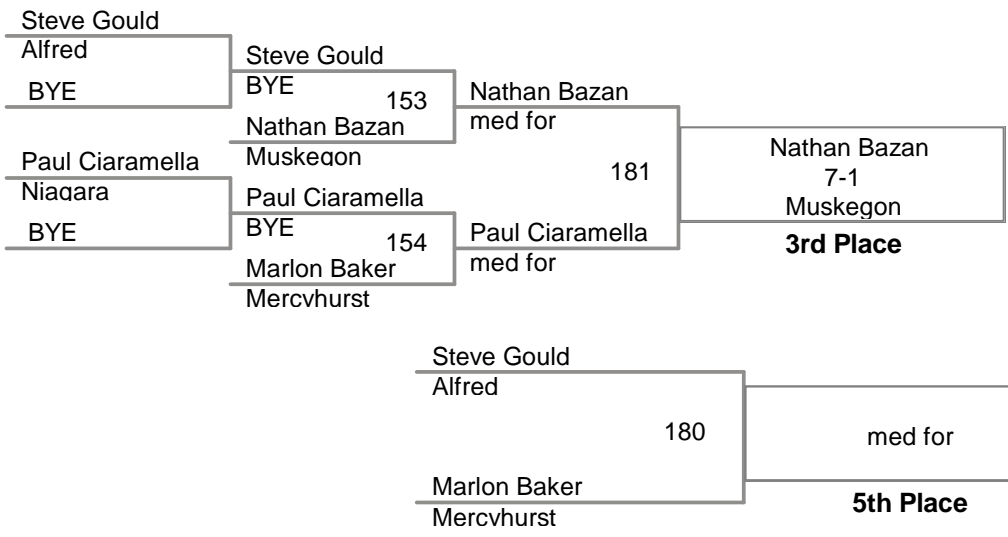 Steve Gould
Alfred
BYE
Paul Ciaramella
Niagara
BYE
Steve Gould
BYE
153
Nathan Bazan
Muskegon
Paul Ciaramella
BYE
154
Marlon Baker
Mercyhurst
Nathan Bazan
med for
181
Paul Ciaramella
med for
Nathan Bazan
7-1
Muskegon
3rd Place
Steve Gould
Alfred
180
Marlon Baker
Mercyhurst
med for
5th Place